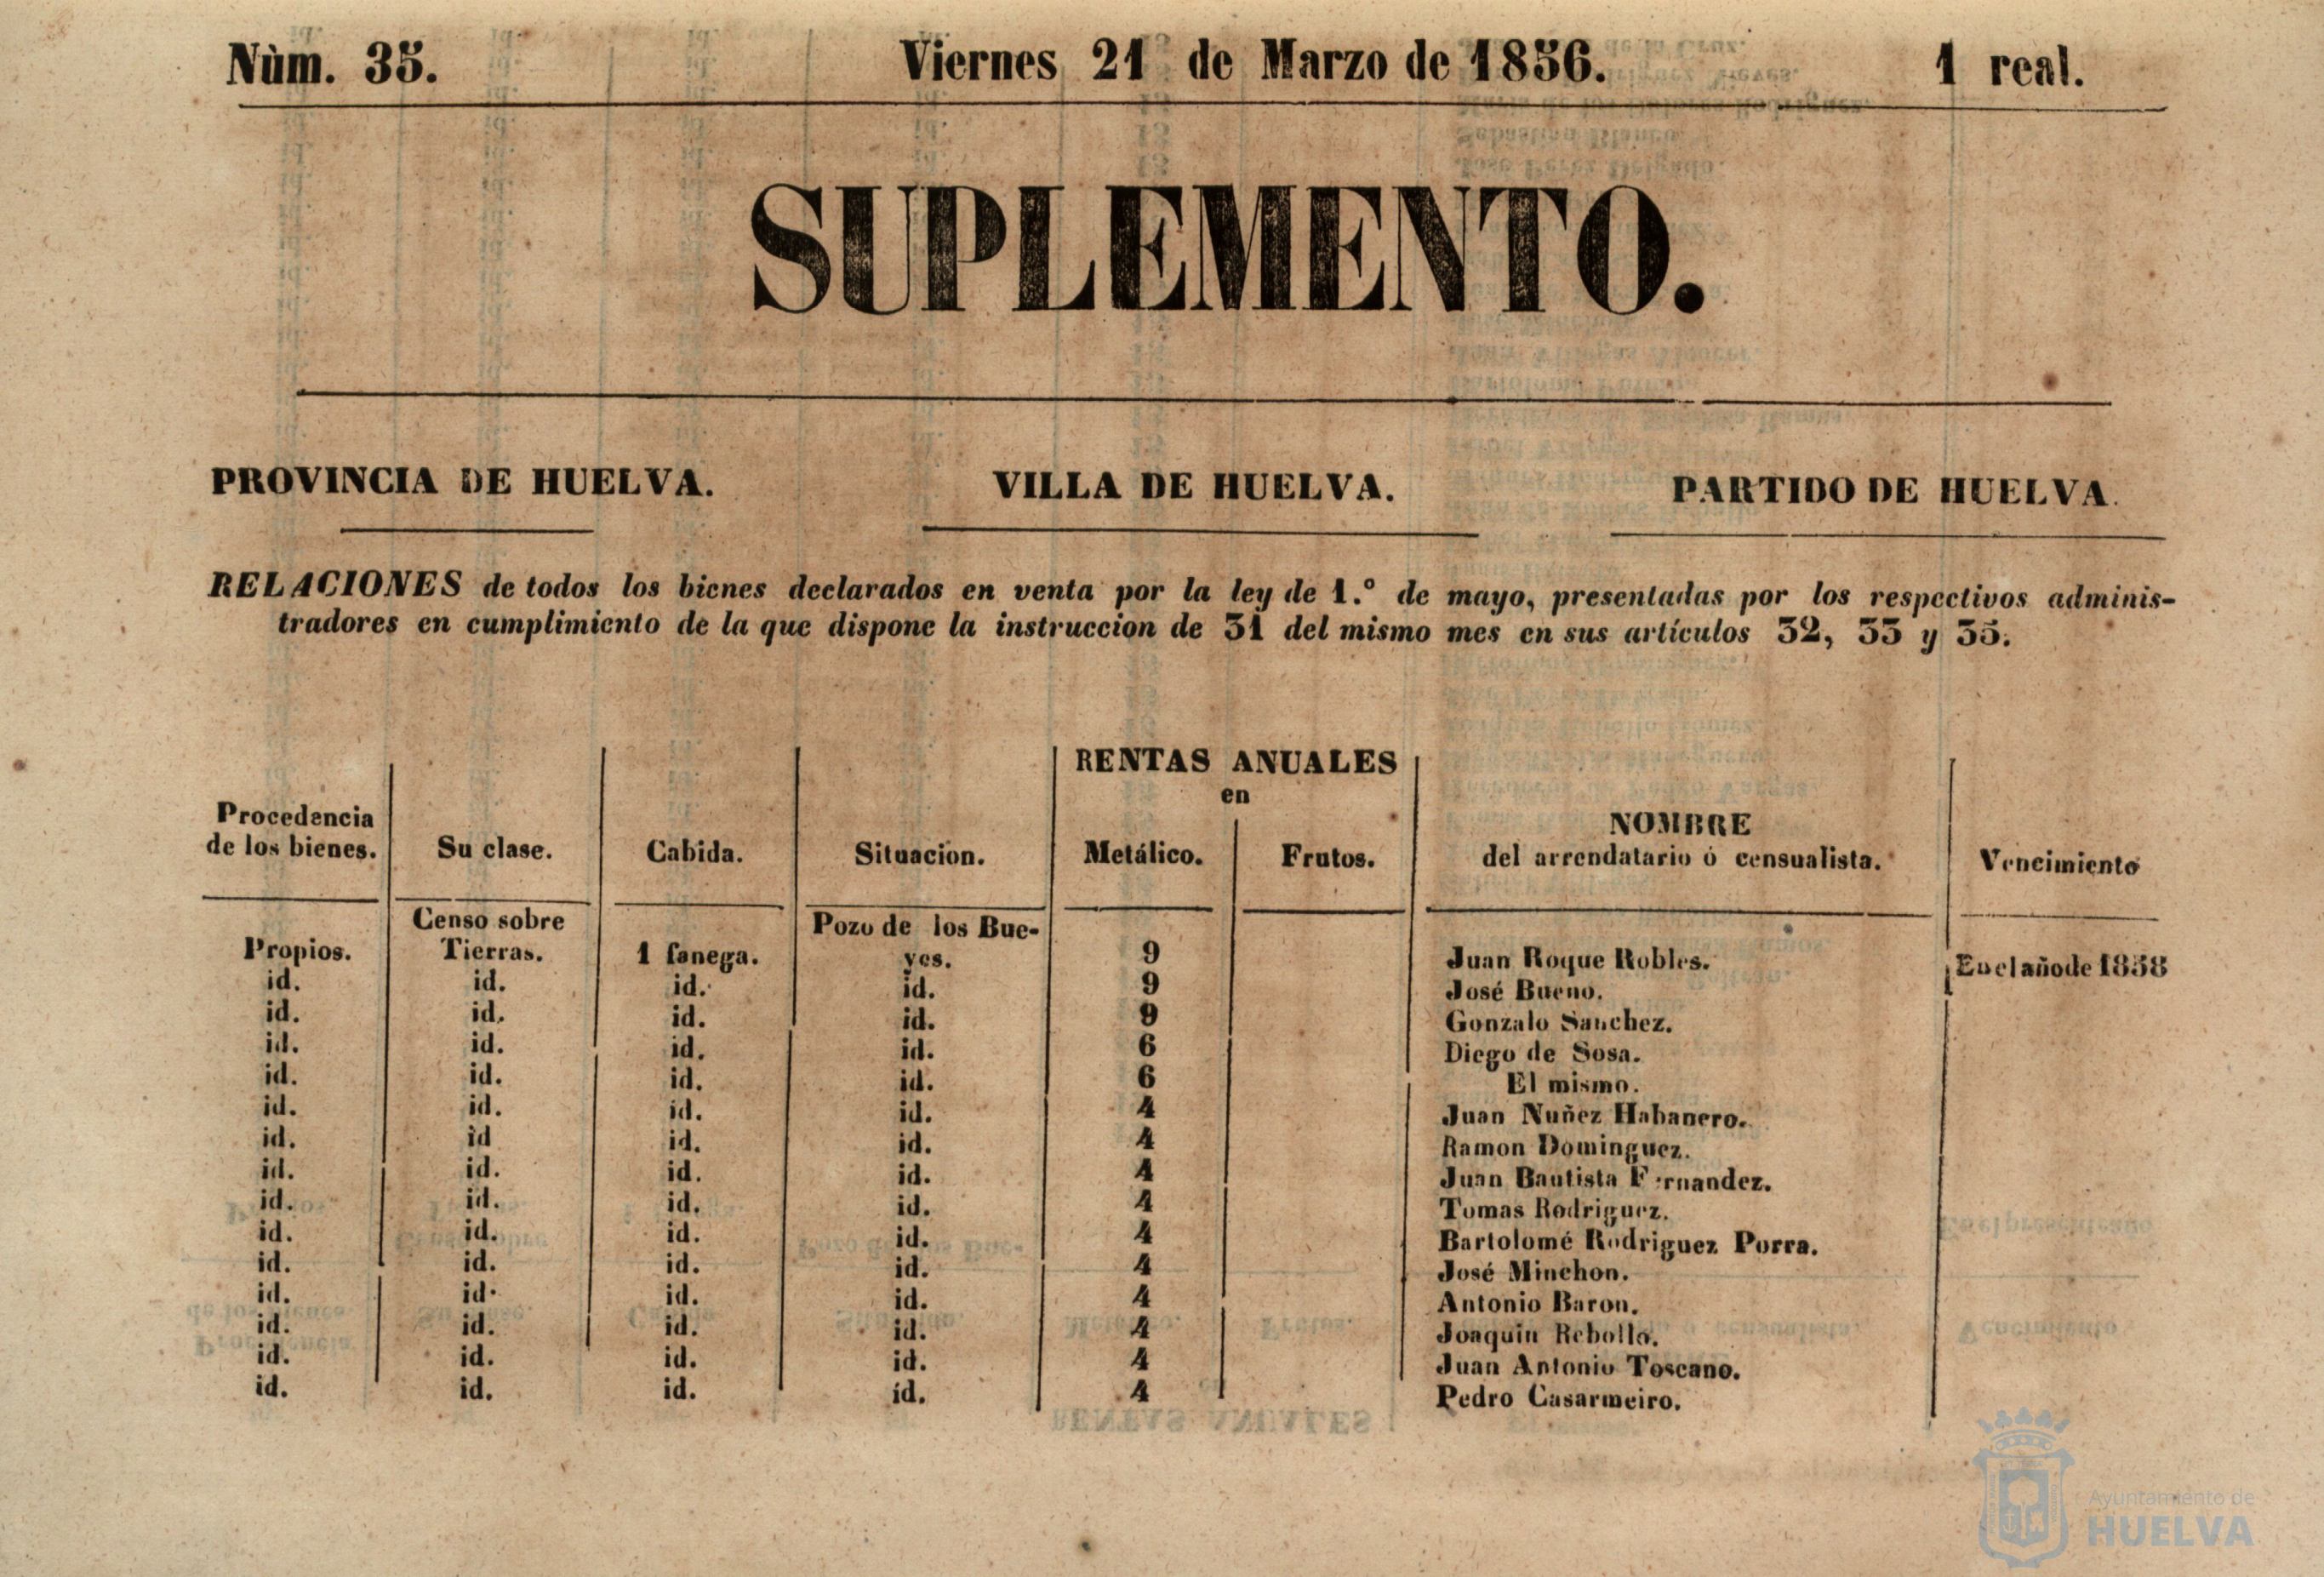 Nùm. 35. Viernes 21 de Marzo de 1856. 1 real.
SUPLEMENTO.
PROVINCIA DE HUELVA. VILLA DE HUELVA. PARTIDO DE HUELVA.
RELACIONES de todos los bienes declarados en venta por la ley de 1.º de mayo, presentadas por los respectivos adminis-
tradores en cumplimiento de la que dispone la instruccion de 31 del mismo mes en sus artículos 32, 33 y 35.
RENTAS ANUALES
en
Procedencia
de los bienes. Su clase. Cabida. Situacion. Metálico. Frutos. NOMBRE
del arrendatario ó censualista. Vencimiento
Censo sobre Pozo de los Bue-
Propios. Tierras. 1 fanega. yes. 9 Juan Roque Robles. En el año de 1858
id. id. id. id. 9 José Bueno.
id. id. id. id. 9 Gonzalo Sanchez.
id. id. id. id. 6 Diego de Sosa.
id. id. id. id. 6 El mismo.
id. id. id. id. 4 Juan Nuñez Habanero.
id. id id. id. 4 Ramon Dominguez.
id. id. id. id. 4 Juan Bautista Fernandez.
id. id. id. id. 4 Tomas Rodriguez.
id. id. id. id. 4 Bartolomé Rodriguez Porra.
id. id. id. id. 4 José Minchon.
id. id. id. id. 4 Antonio Baron.
id. id. id. id. 4 Joaquin Rebollo.
id. id. id. id. 4 Juan Antonio Toscano.
id. id. id. id. 4 Pedro Casarmeiro.
Ayuntamiento de
HUELVA